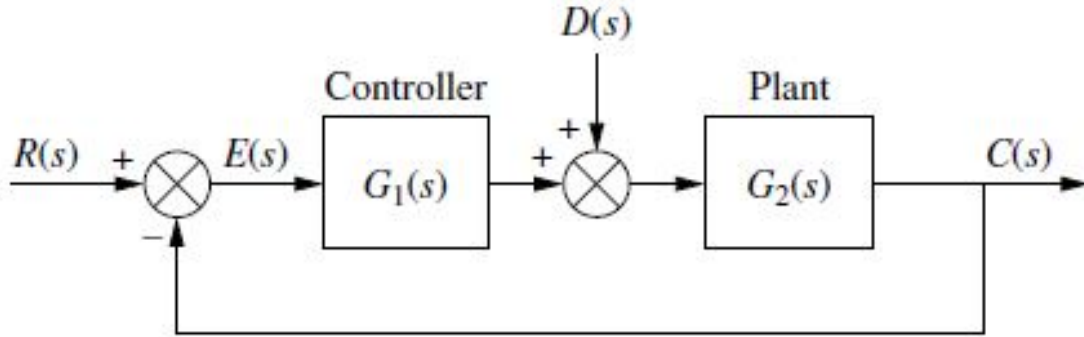 D(s)
Controller
Plant
R(s)
+
E(s)
G₁(s)
+
+
G₂(s)
C(s)
−